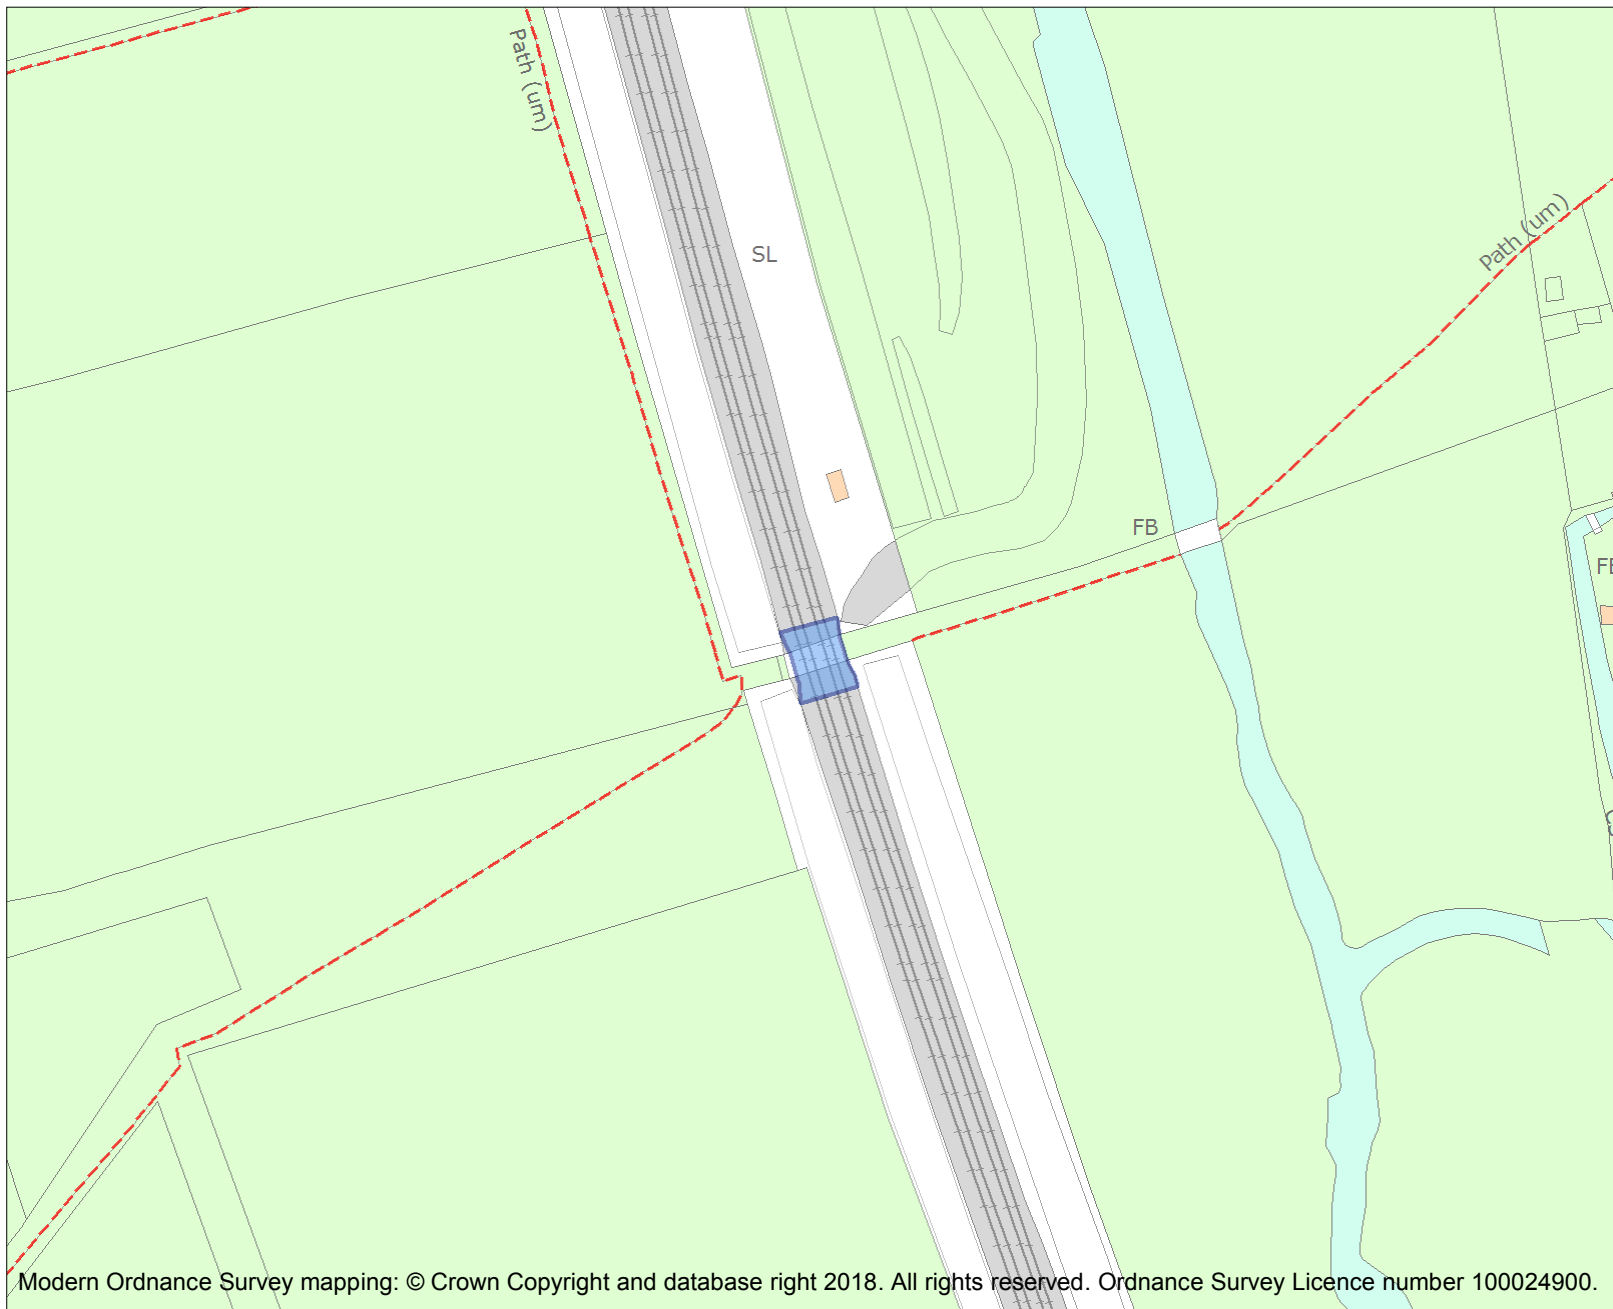 Path (um)
Path (um)
SL
FB
Modern Ordnance Survey mapping: © Crown Copyright and database right 2018. All rights reserved. Ordnance Survey Licence number 100024900.